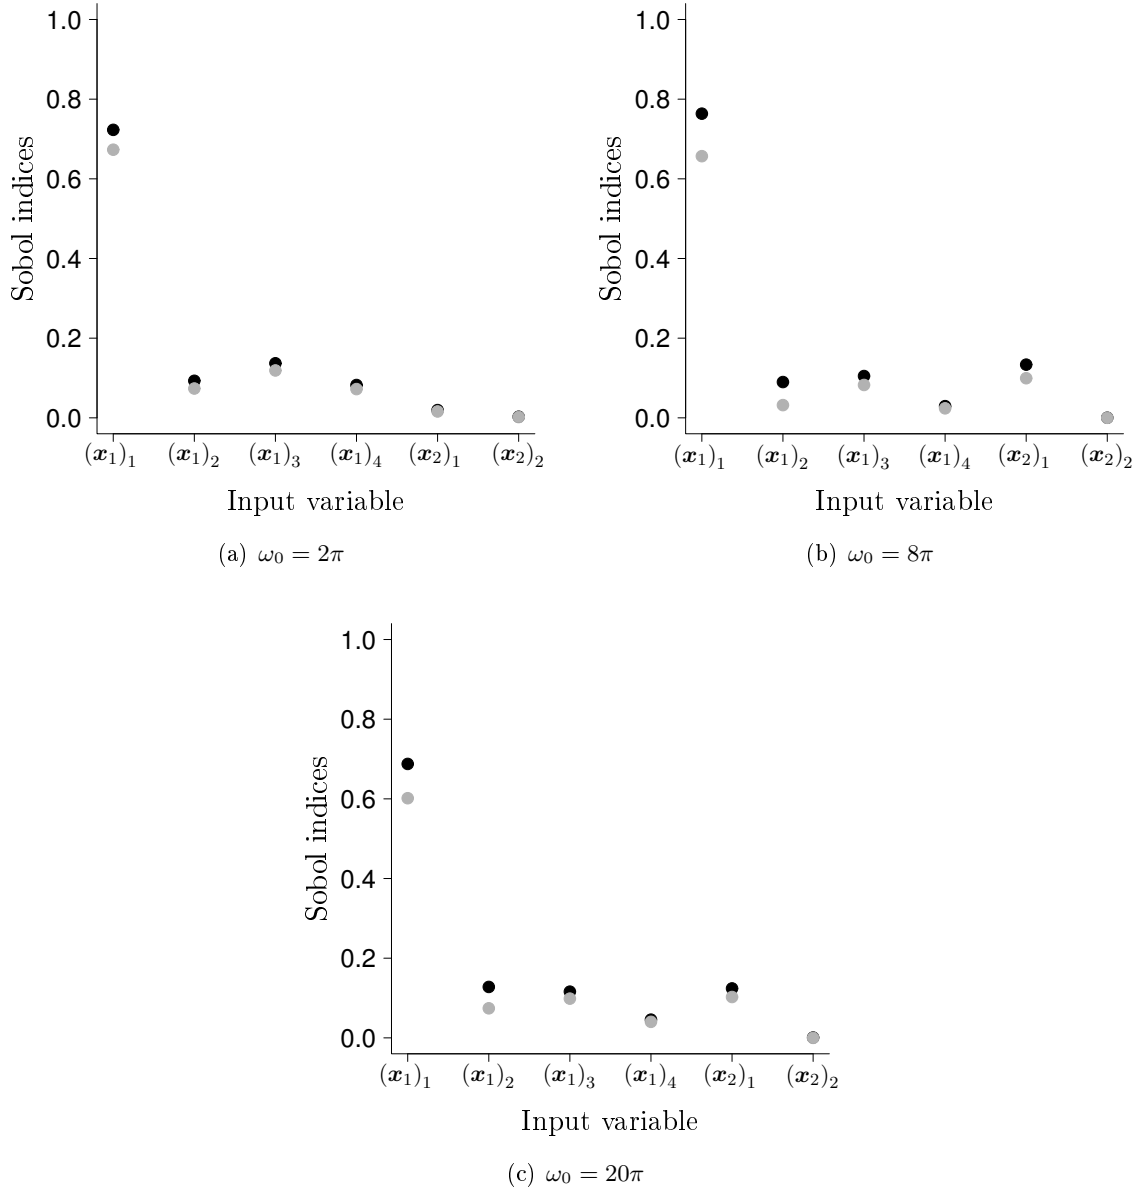 1.0
0.8
0.6
0.4
0.2
0.0
Sobol indices
(x₁)₁ (x₁)₂ (x₁)₃ (x₁)₄ (x₂)₁ (x₂)₂
Input variable
(a) ω₀ = 2π
1.0
0.8
0.6
0.4
0.2
0.0
Sobol indices
(x₁)₁ (x₁)₂ (x₁)₃ (x₁)₄ (x₂)₁ (x₂)₂
Input variable
(b) ω₀ = 8π
1.0
0.8
0.6
0.4
0.2
0.0
Sobol indices
(x₁)₁ (x₁)₂ (x₁)₃ (x₁)₄ (x₂)₁ (x₂)₂
Input variable
(c) ω₀ = 20π